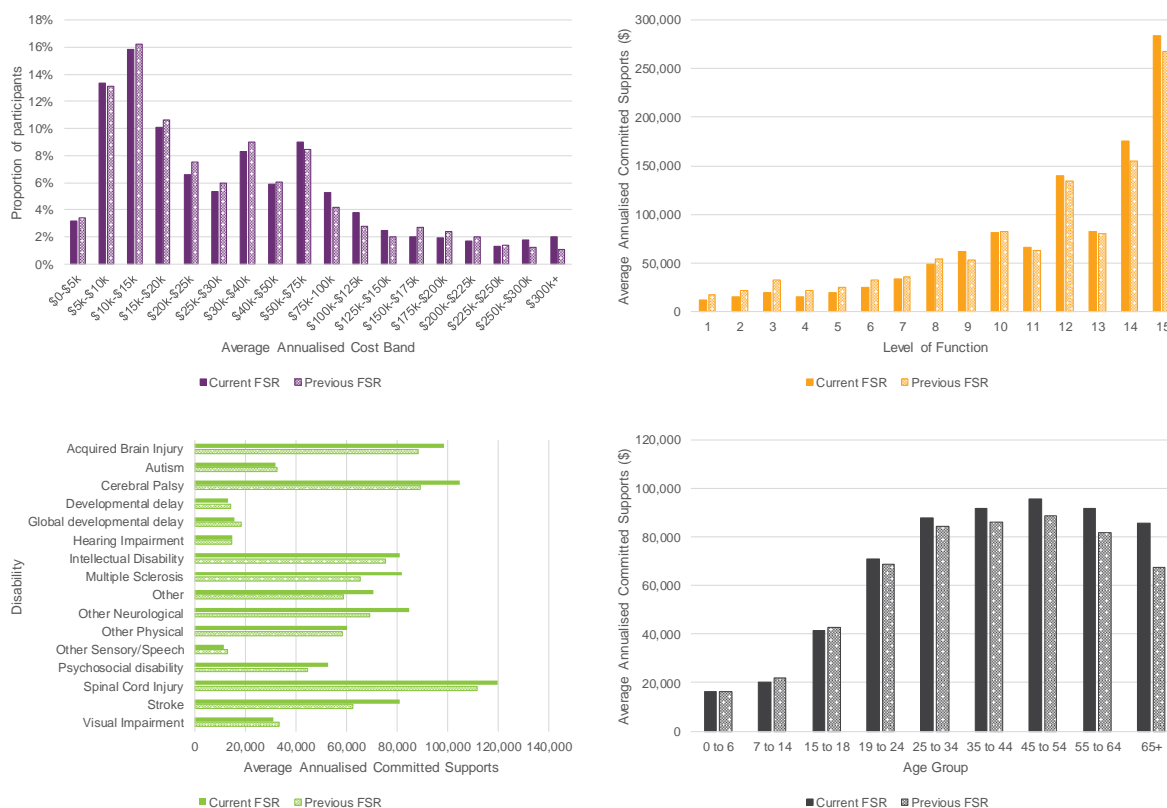 18%
16%
14%
12%
10%
8%
6%
4%
2%
0%
Proportion of participants
$0-$5k
$5k-$10k
$10k-$15k
$15k-$20k
$20k-$25k
$25k-$30k
$30k-$40k
$40k-$50k
$50k-$75k
$75k-100k
$100k-$125k
$125k-$150k
$150k-$175k
$175k-$200k
$200k-$225k
$225k-$250k
$250k-$300k
$300k+
Average Annualised Cost Band
Current FSR Previous FSR
300,000
250,000
200,000
150,000
100,000
50,000
0
Average Annualised Committed Supports ($)
1 2 3 4 5 6 7 8 9 10 11 12 13 14 15
Level of Function
Current FSR Previous FSR
Disability
Acquired Brain Injury
Autism
Cerebral Palsy
Developmental delay
Global developmental delay
Hearing Impairment
Intellectual Disability
Multiple Sclerosis
Other
Other Neurological
Other Physical
Other Sensory/Speech
Psychosocial disability
Spinal Cord Injury
Stroke
Visual Impairment
0 20,000 40,000 60,000 80,000 100,000 120,000 140,000
Average Annualised Committed Supports
Current FSR Previous FSR
120,000
100,000
80,000
60,000
40,000
20,000
0
Average Annualised Committed Supports ($)
0 to 6 7 to 14 15 to 18 19 to 24 25 to 34 35 to 44 45 to 54 55 to 64 65+
Age Group
Current FSR Previous FSR